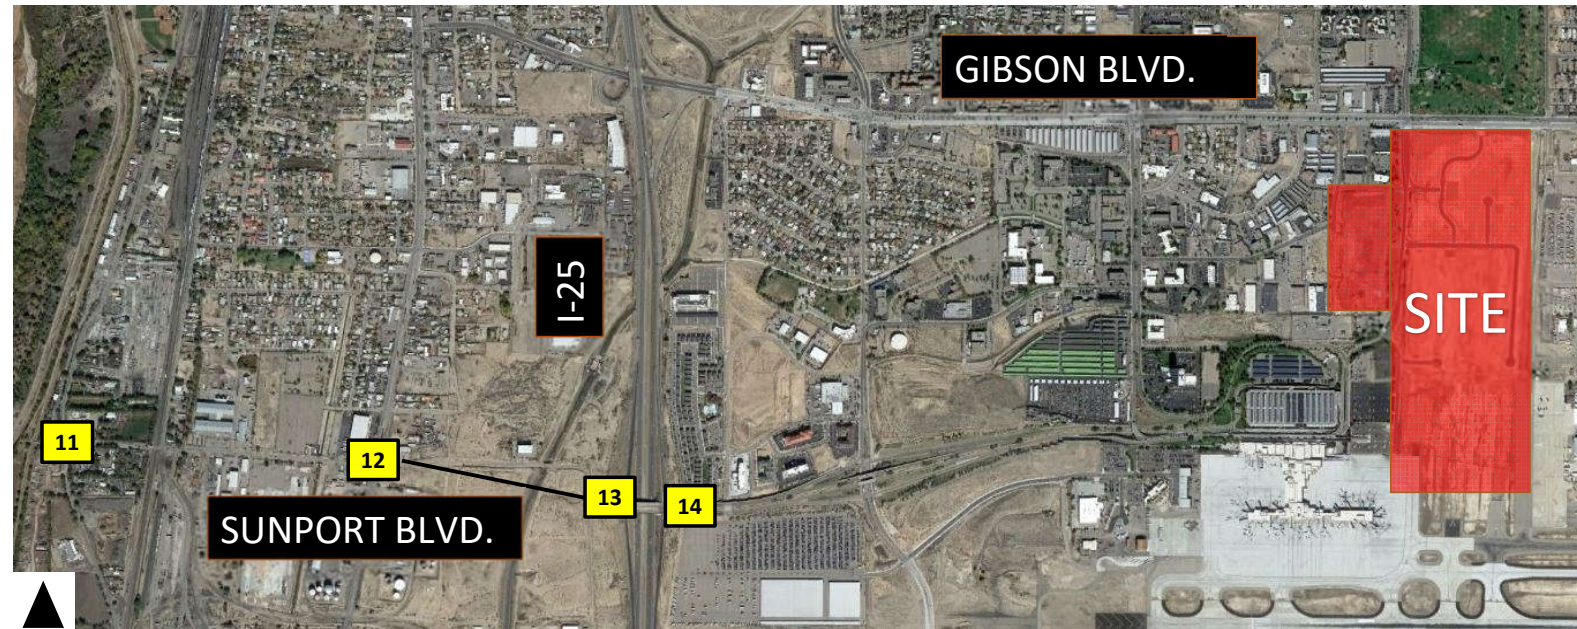 GIBSON BLVD.
I-25
SITE
11
12
13
14
SUNPORT BLVD.